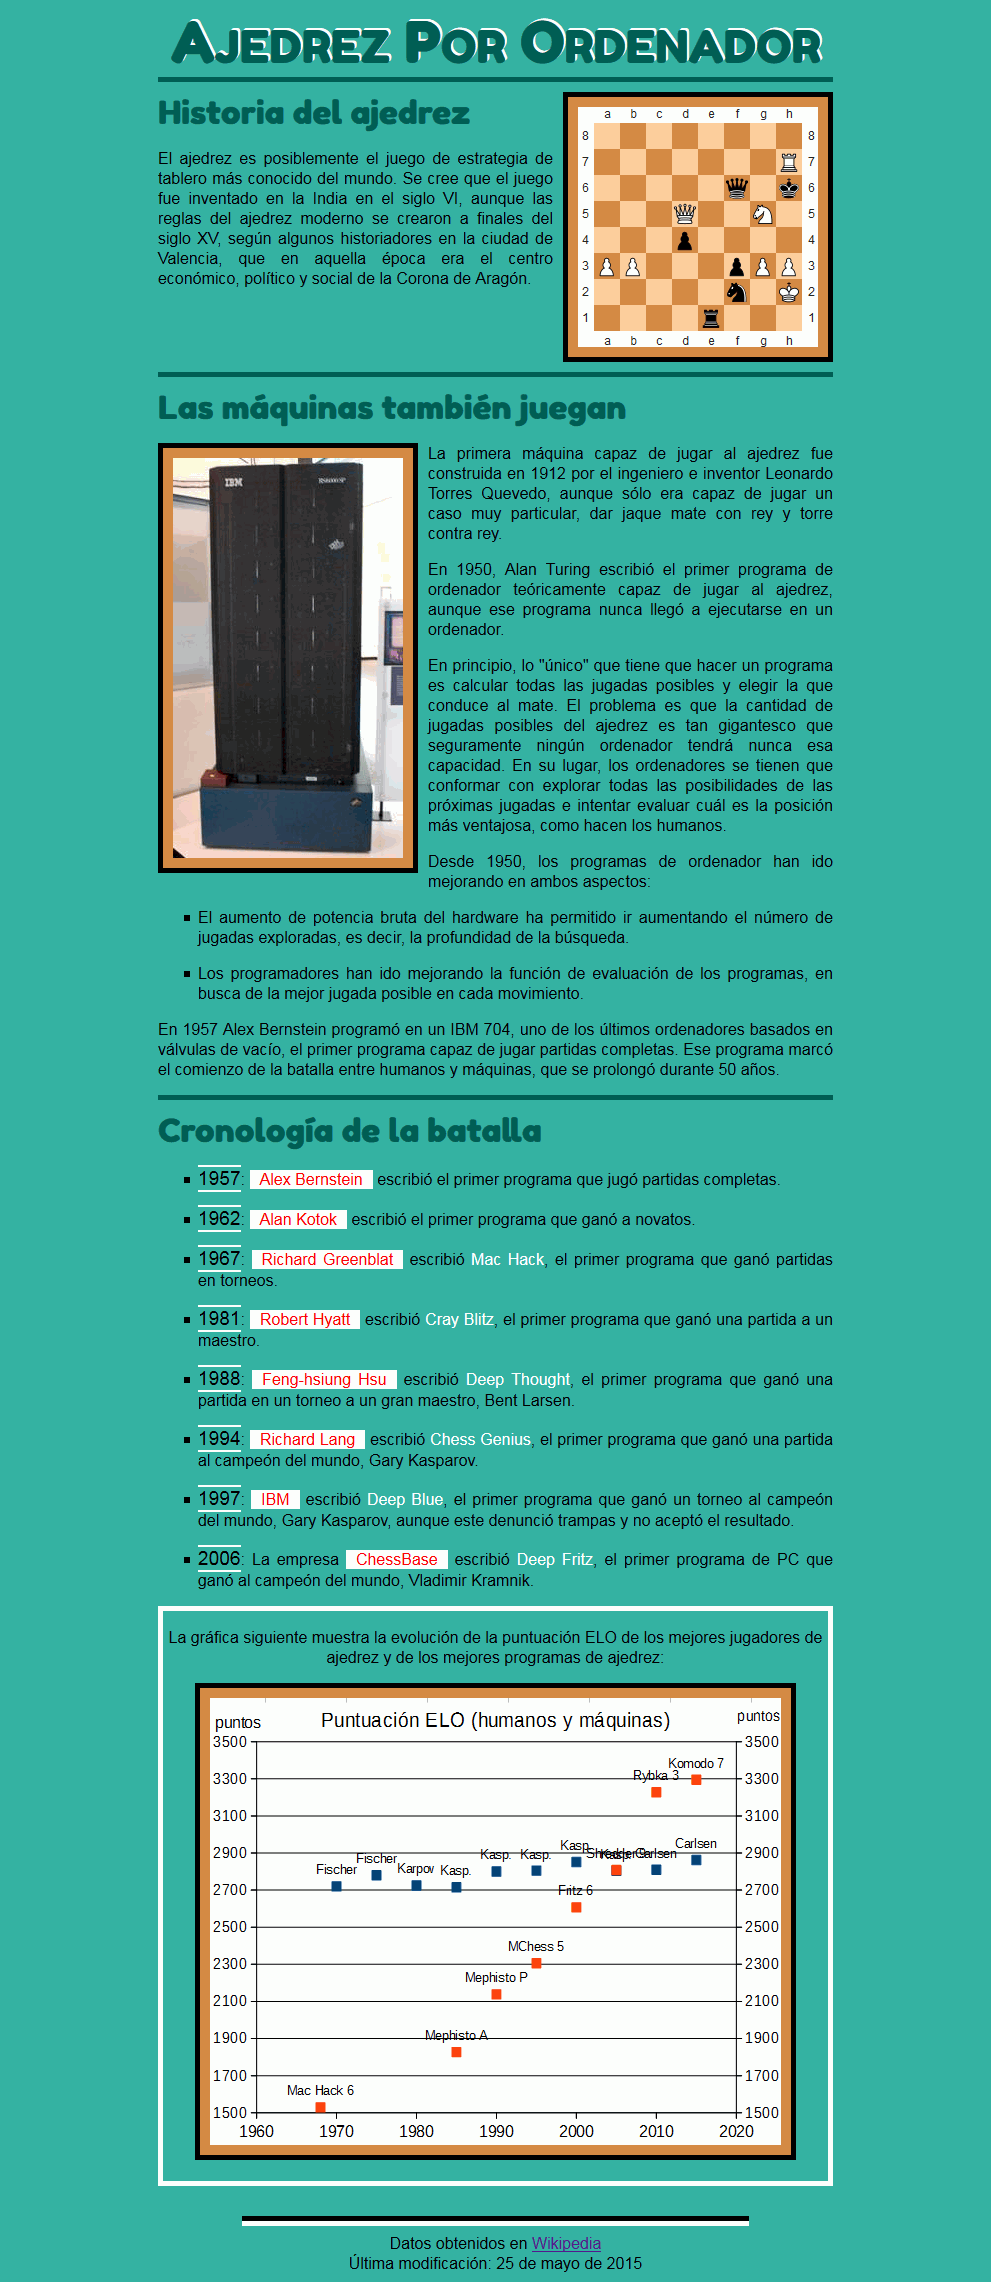 Ajedrez Por Ordenador
Historia del ajedrez
El ajedrez es posiblemente el juego de estrategia de
tablero más conocido del mundo. Se cree que el juego
fue inventado en la India en el siglo VI, aunque las
reglas del ajedrez moderno se crearon a finales del
siglo XV, según algunos historiadores en la ciudad de
Valencia, que en aquella época era el centro
económico, político y social de la Corona de Aragón.
a b c d e f g h
8 8
7 7
6 6
5 5
4 4
3 3
2 2
1 1
a b c d e f g h
Las máquinas también juegan
IBM RS/6000 SP
La primera máquina capaz de jugar al ajedrez fue
construida en 1912 por el ingeniero e inventor Leonardo
Torres Quevedo, aunque sólo era capaz de jugar un
caso muy particular, dar jaque mate con rey y torre
contra rey.
En 1950, Alan Turing escribió el primer programa de
ordenador teóricamente capaz de jugar al ajedrez,
aunque ese programa nunca llegó a ejecutarse en un
ordenador.
En principio, lo "único" que tiene que hacer un programa
es calcular todas las jugadas posibles y elegir la que
conduce al mate. El problema es que la cantidad de
jugadas posibles del ajedrez es tan gigantesco que
seguramente ningún ordenador tendrá nunca esa
capacidad. En su lugar, los ordenadores se tienen que
conformar con explorar todas las posibilidades de las
próximas jugadas e intentar evaluar cuál es la posición
más ventajosa, como hacen los humanos.
Desde 1950, los programas de ordenador han ido
mejorando en ambos aspectos:
El aumento de potencia bruta del hardware ha permitido ir aumentando el número de
jugadas exploradas, es decir, la profundidad de la búsqueda.
Los programadores han ido mejorando la función de evaluación de los programas, en
busca de la mejor jugada posible en cada movimiento.
En 1957 Alex Bernstein programó en un IBM 704, uno de los últimos ordenadores basados en
válvulas de vacío, el primer programa capaz de jugar partidas completas. Ese programa marcó
el comienzo de la batalla entre humanos y máquinas, que se prolongó durante 50 años.
Cronología de la batalla
1957: Alex Bernstein escribió el primer programa que jugó partidas completas.
1962: Alan Kotok escribió el primer programa que ganó a novatos.
1967: Richard Greenblat escribió Mac Hack, el primer programa que ganó partidas
en torneos.
1981: Robert Hyatt escribió Cray Blitz, el primer programa que ganó una partida a un
maestro.
1988: Feng-hsiung Hsu escribió Deep Thought, el primer programa que ganó una
partida en un torneo a un gran maestro, Bent Larsen.
1994: Richard Lang escribió Chess Genius, el primer programa que ganó una partida
al campeón del mundo, Gary Kasparov.
1997: IBM escribió Deep Blue, el primer programa que ganó un torneo al campeón
del mundo, Gary Kasparov, aunque este denunció trampas y no aceptó el resultado.
2006: La empresa ChessBase escribió Deep Fritz, el primer programa de PC que
ganó al campeón del mundo, Vladimir Kramnik.
La gráfica siguiente muestra la evolución de la puntuación ELO de los mejores jugadores de
ajedrez y de los mejores programas de ajedrez:
puntos Puntuación ELO (humanos y máquinas) puntos
3500 3500
Komodo 7
Rybka 3
3300 3300
3100 3100
Carlsen
Kasp.
2900 Kasp. Kasp. Shredder 9 Kasp. Carlsen 2900
Fischer
Fischer Karpov Kasp.
2700 Fritz 6 2700
2500 2500
MChess 5
2300 2300
Mephisto P
2100 2100
1900 Mephisto A 1900
1700 1700
Mac Hack 6
1500 1500
1960 1970 1980 1990 2000 2010 2020
Datos obtenidos en Wikipedia
Última modificación: 25 de mayo de 2015